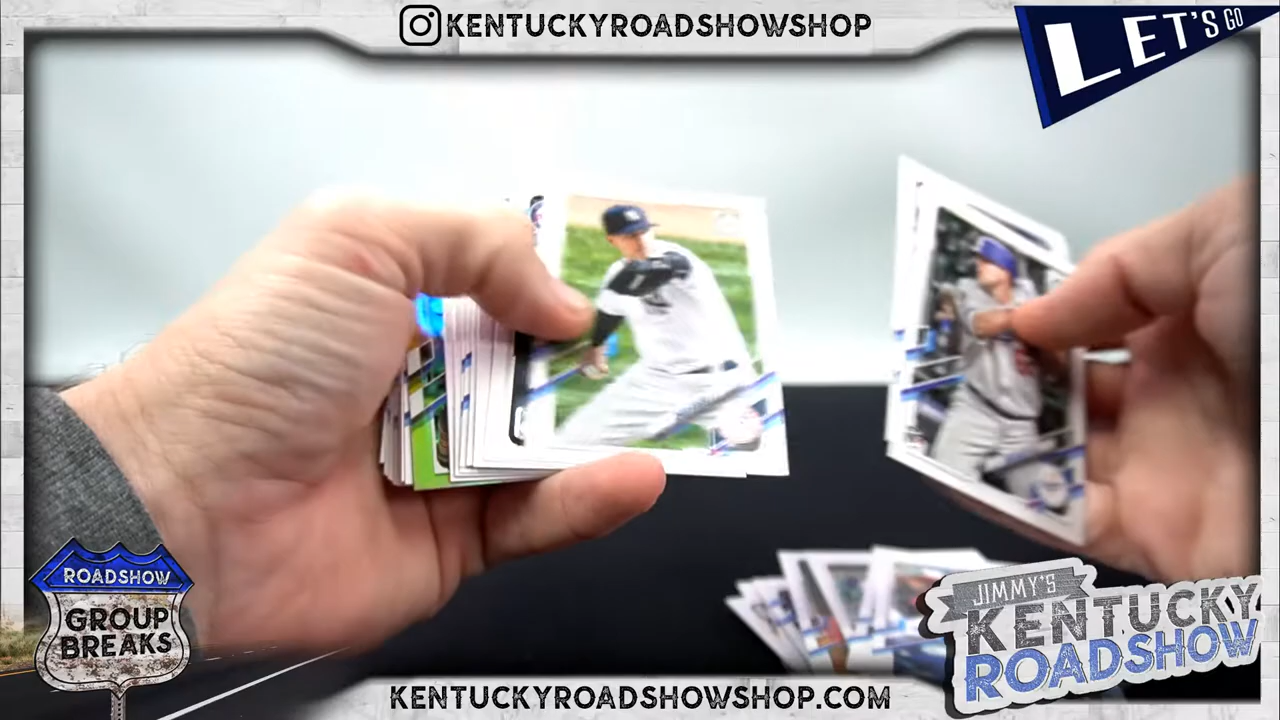 KENTUCKYROADSHOWSHOP
LET'S GO
ROADSHOW
GROUP
BREAKS
JIMMY'S
KENTUCKY
ROADSHOW
KENTUCKYROADSHOWSHOP.COM